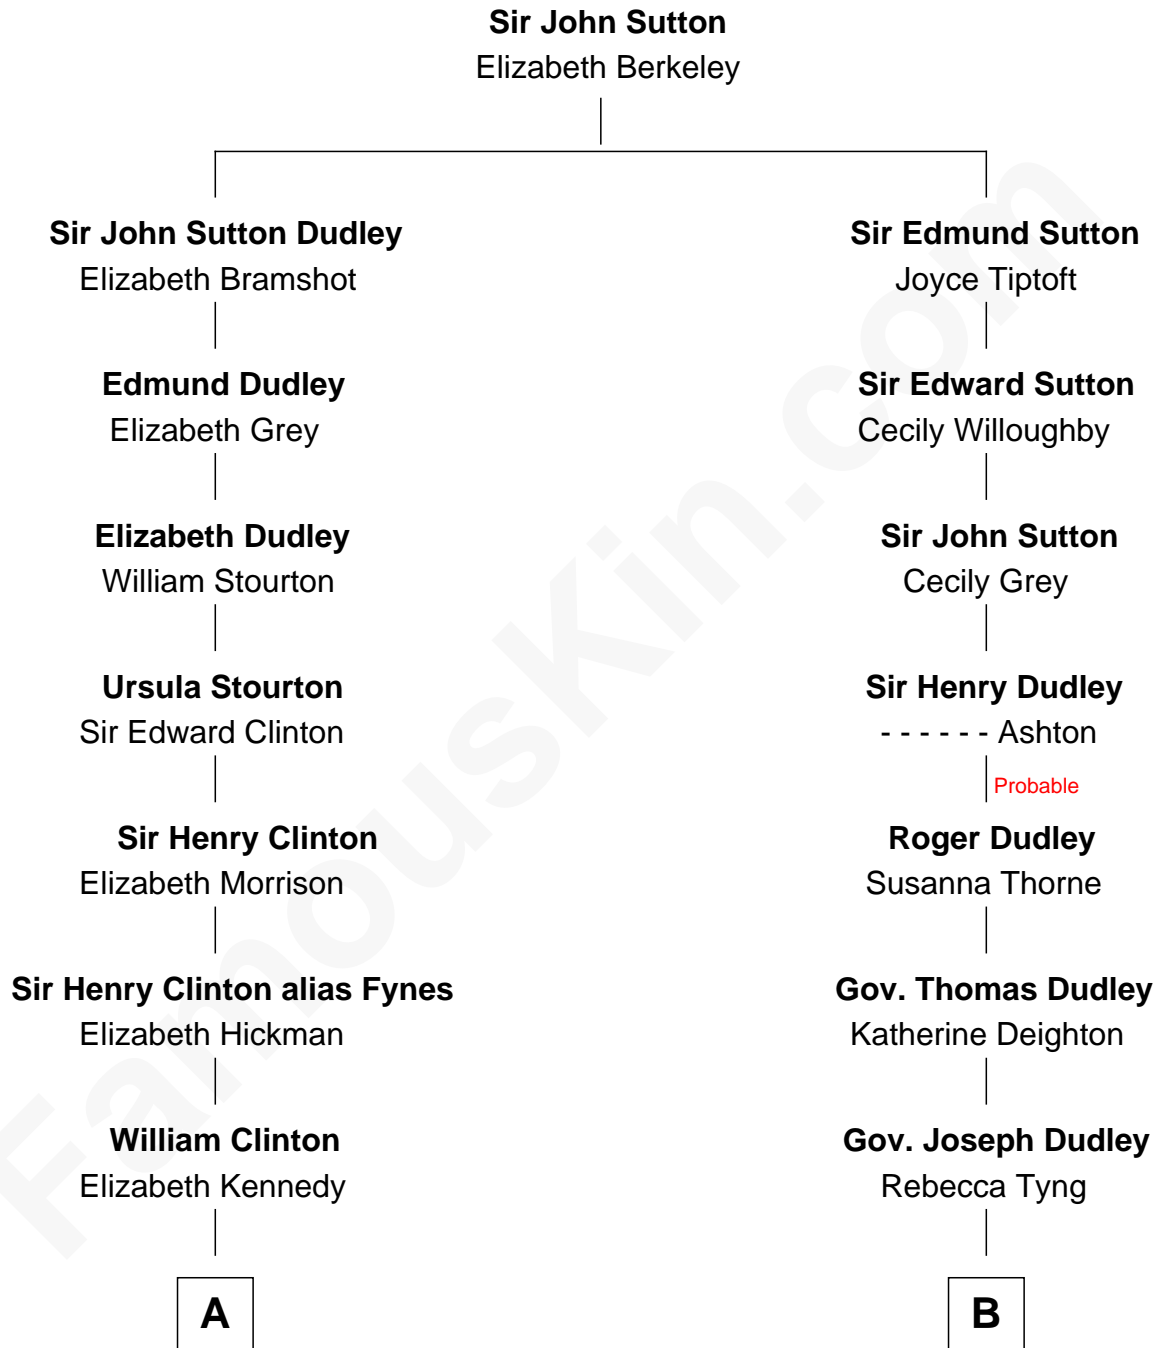 Sir John Sutton
Elizabeth Berkeley
Sir John Sutton Dudley
Elizabeth Bramshot
Edmund Dudley
Elizabeth Grey
Elizabeth Dudley
William Stourton
Ursula Stourton
Sir Edward Clinton
Sir Henry Clinton
Elizabeth Morrison
Sir Henry Clinton alias Fynes
Elizabeth Hickman
William Clinton
Elizabeth Kennedy
A
Sir Edmund Sutton
Joyce Tiptoft
Sir Edward Sutton
Cecily Willoughby
Sir John Sutton
Cecily Grey
Sir Henry Dudley
- - - - - - Ashton
Probable
Roger Dudley
Susanna Thorne
Gov. Thomas Dudley
Katherine Deighton
Gov. Joseph Dudley
Rebecca Tyng
B
FamousKin.com